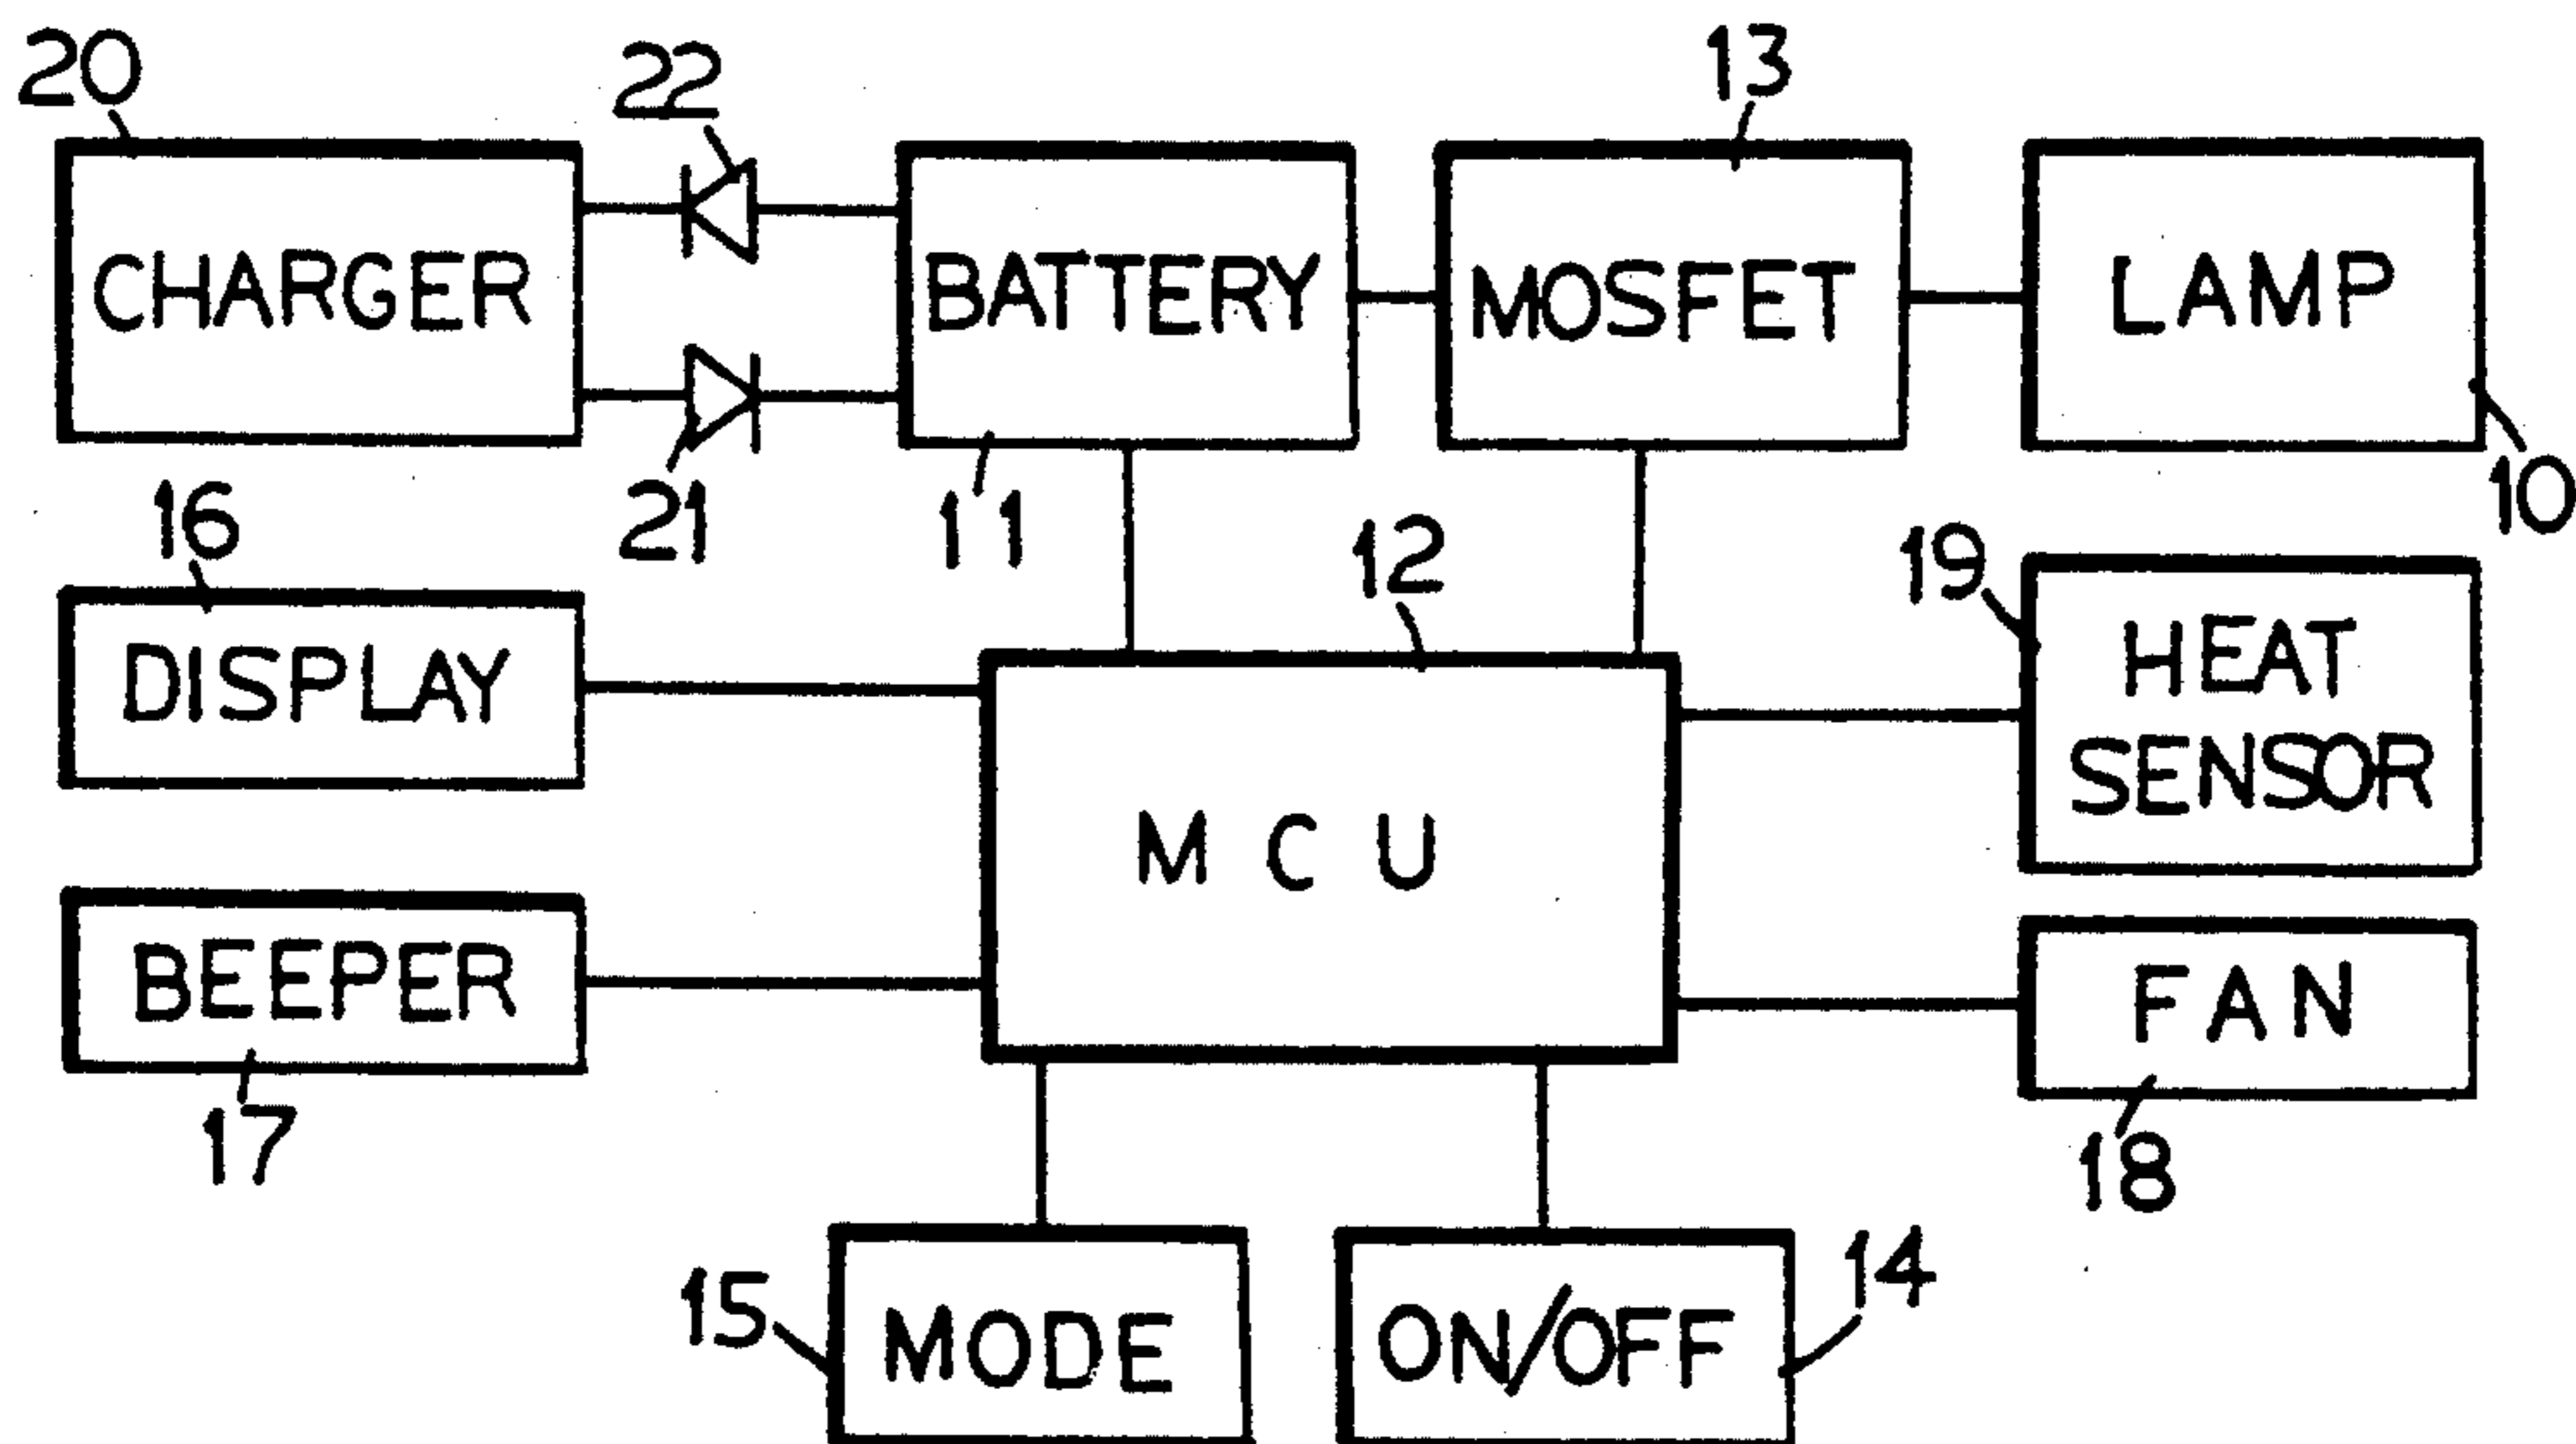 20
22
13
CHARGER
BATTERY
MOSFET
LAMP
10
21
11
16
12
19
DISPLAY
HEAT
SENSOR
MCU
BEEPER
FAN
17
18
15
MODE
ON/OFF
14